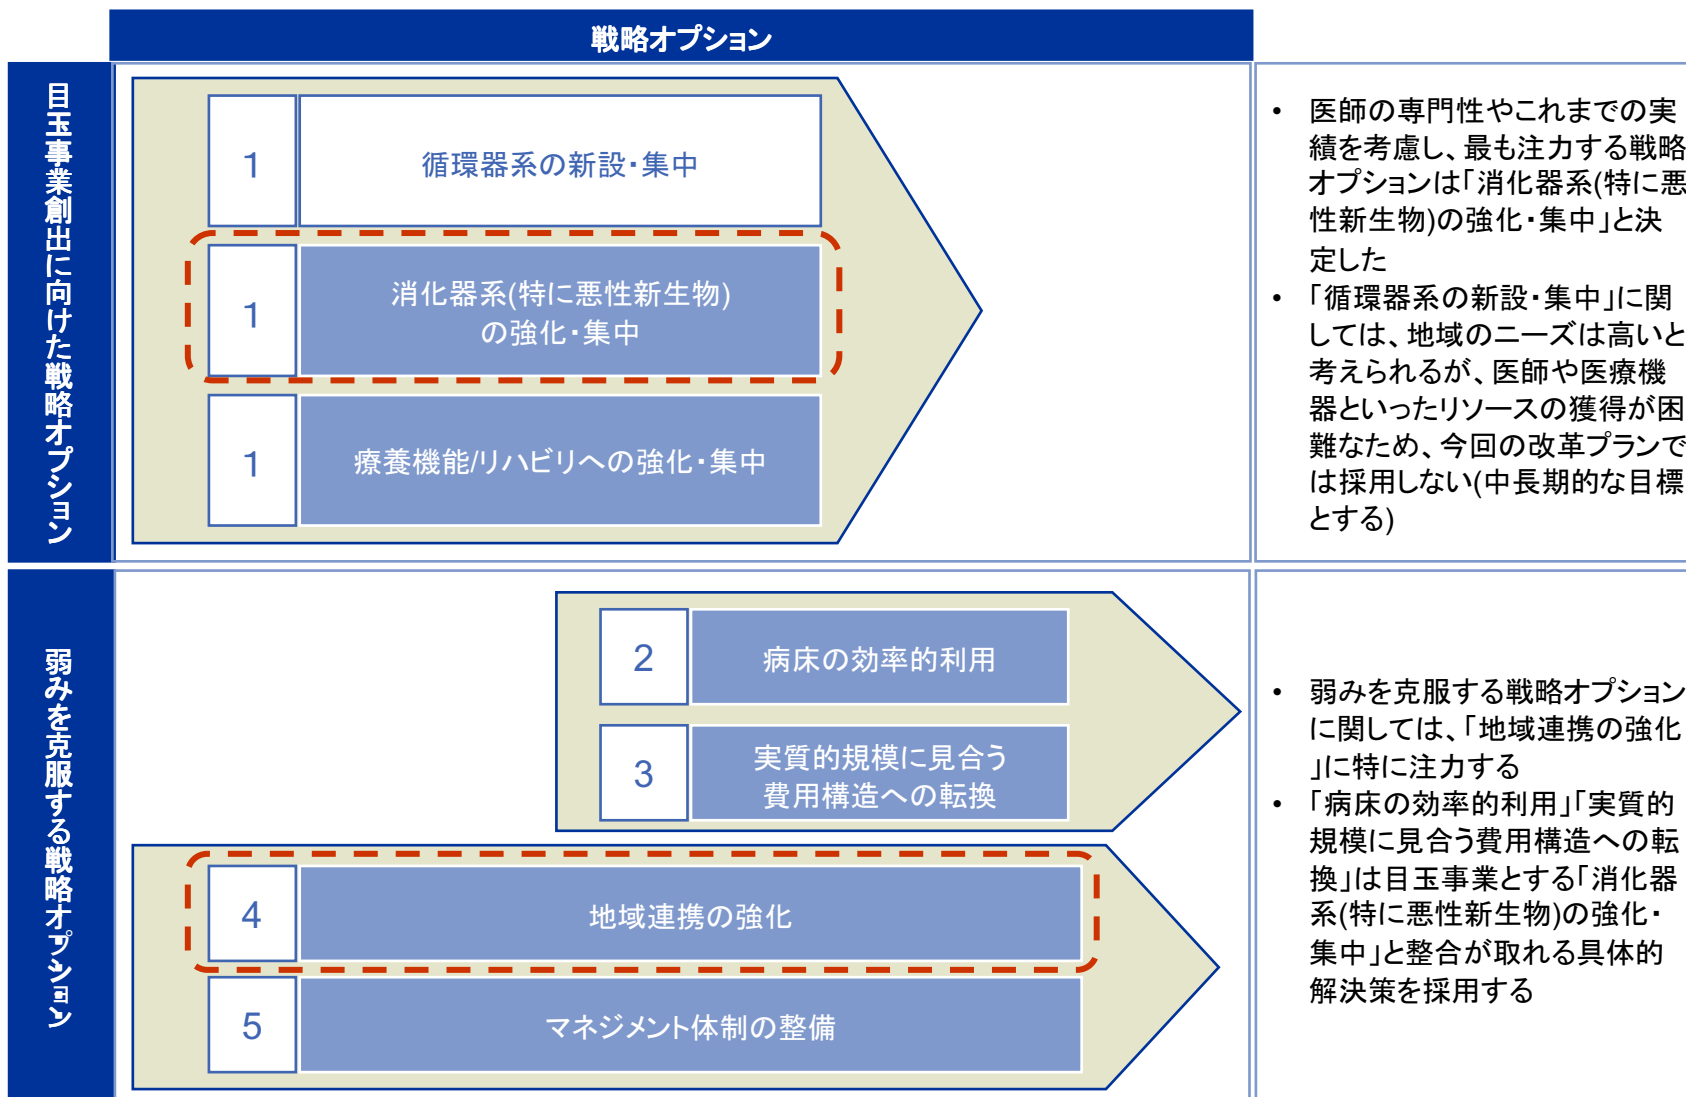 戦略オプション
目玉事業創出に向けた戦略オプション
1
循環器系の新設・集中
1
消化器系(特に悪性新生物)
の強化・集中
1
療養機能/リハビリへの強化・集中
• 医師の専門性やこれまでの実
績を考慮し、最も注力する戦略
オプションは「消化器系(特に悪
性新生物)の強化・集中」と決
定した
• 「循環器系の新設・集中」に関
しては、地域のニーズは高いと
考えられるが、医師や医療機
器といったリソースの獲得が困
難なため、今回の改革プランで
は採用しない(中長期的な目標
とする)
弱みを克服する戦略オプション
2
病床の効率的利用
3
実質的規模に見合う
費用構造への転換
4
地域連携の強化
5
マネジメント体制の整備
• 弱みを克服する戦略オプション
に関しては、「地域連携の強化
」に特に注力する
• 「病床の効率的利用」「実質的
規模に見合う費用構造への転
換」は目玉事業とする「消化器
系(特に悪性新生物)の強化・
集中」と整合が取れる具体的
解決策を採用する